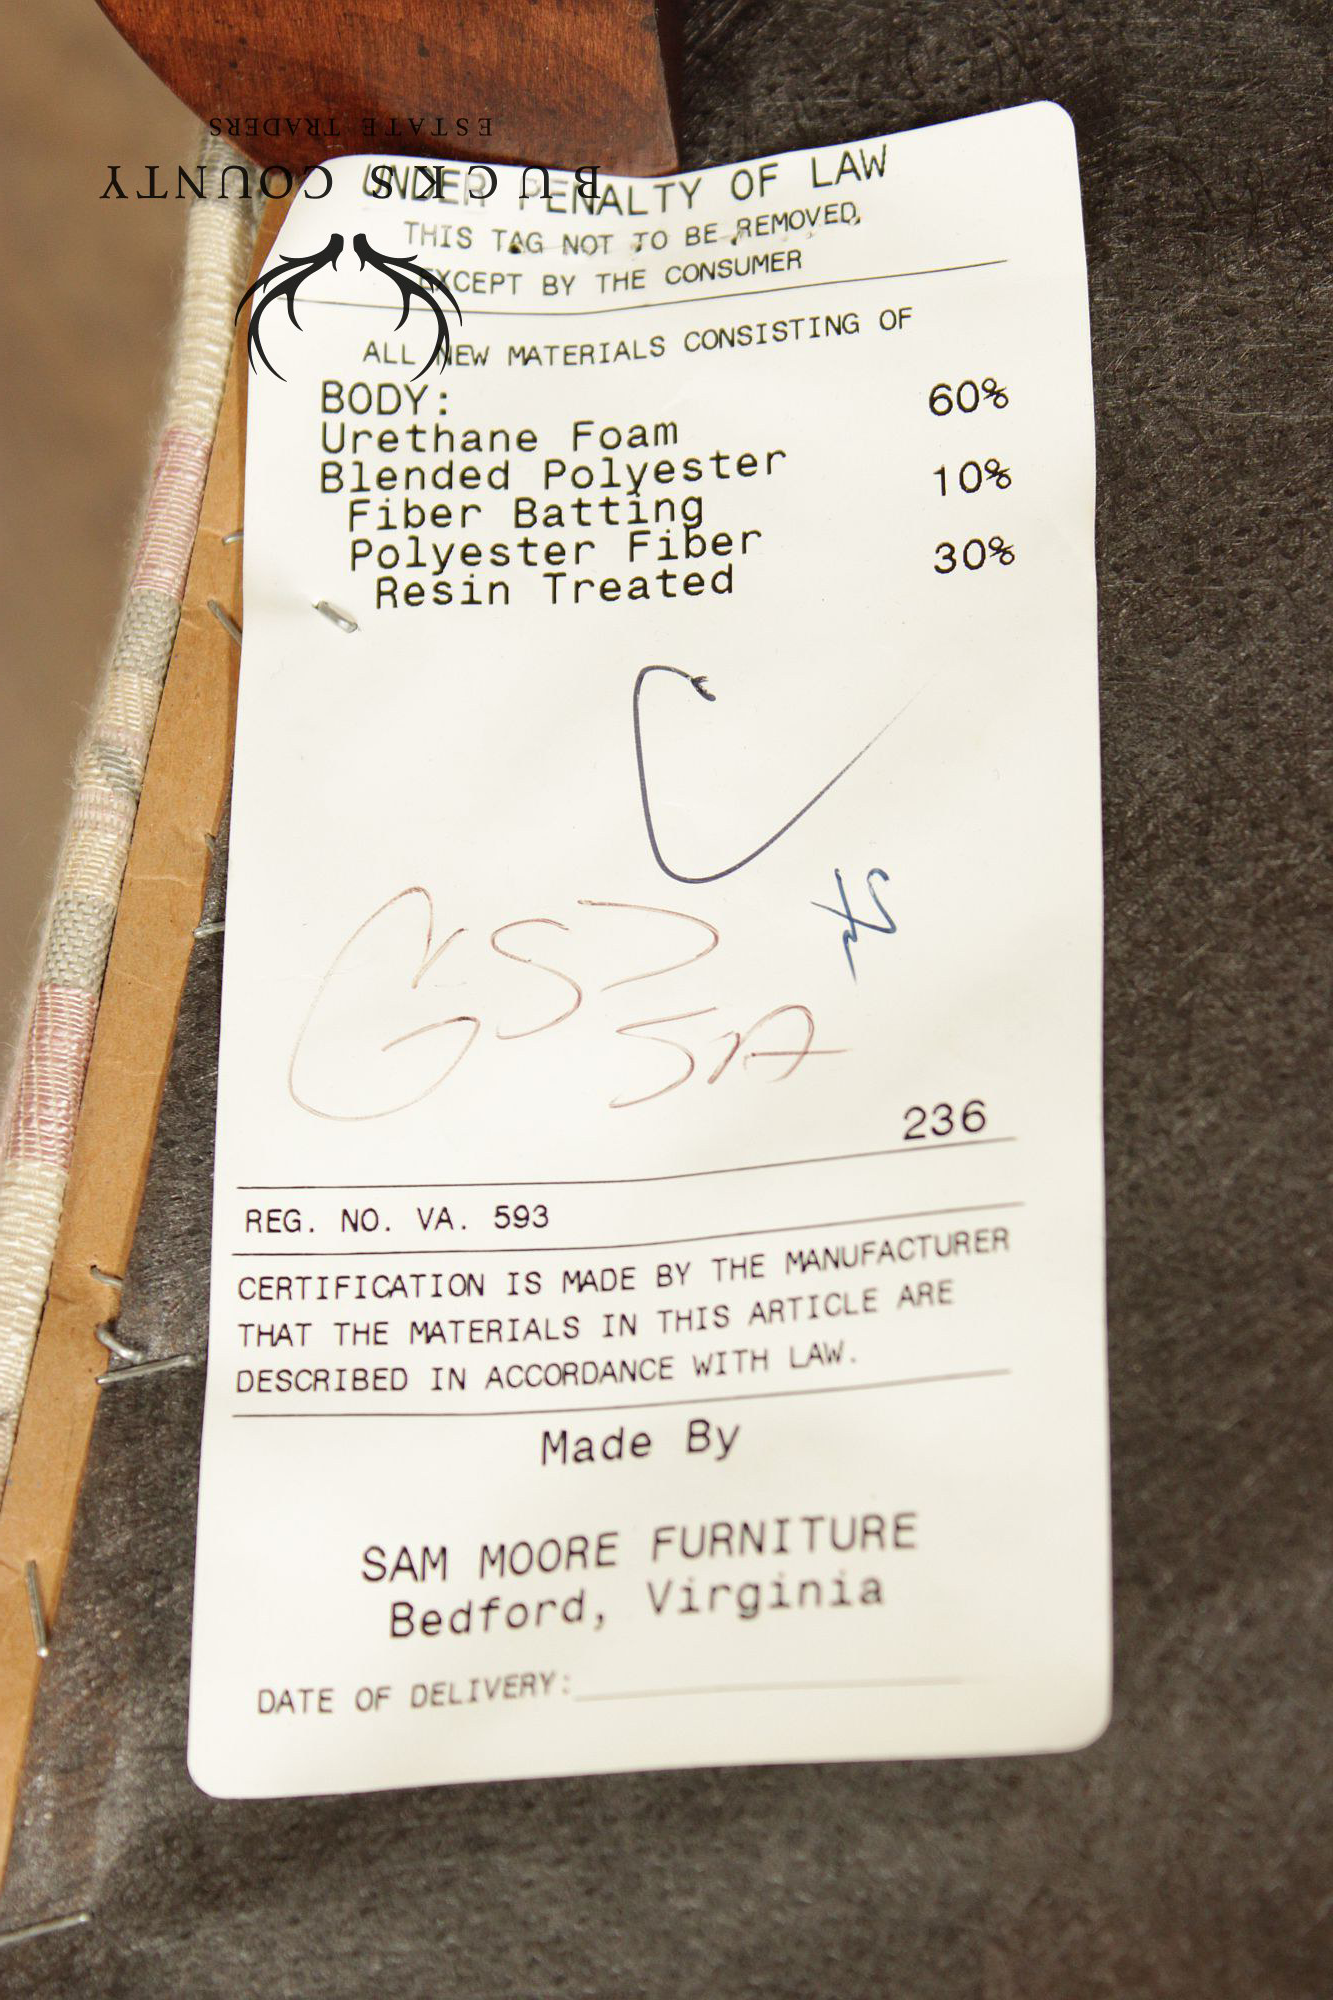 ESTATE TRADERS
BUCKS COUNTY
UNDER PENALTY OF LAW
THIS TAG NOT TO BE REMOVED,
EXCEPT BY THE CONSUMER
ALL NEW MATERIALS CONSISTING OF
BODY: 60%
Urethane Foam
Blended Polyester 10%
Fiber Batting
Polyester Fiber 30%
Resin Treated
C
236
REG. NO. VA. 593
CERTIFICATION IS MADE BY THE MANUFACTURER
THAT THE MATERIALS IN THIS ARTICLE ARE
DESCRIBED IN ACCORDANCE WITH LAW.
Made By
SAM MOORE FURNITURE
Bedford, Virginia
DATE OF DELIVERY: